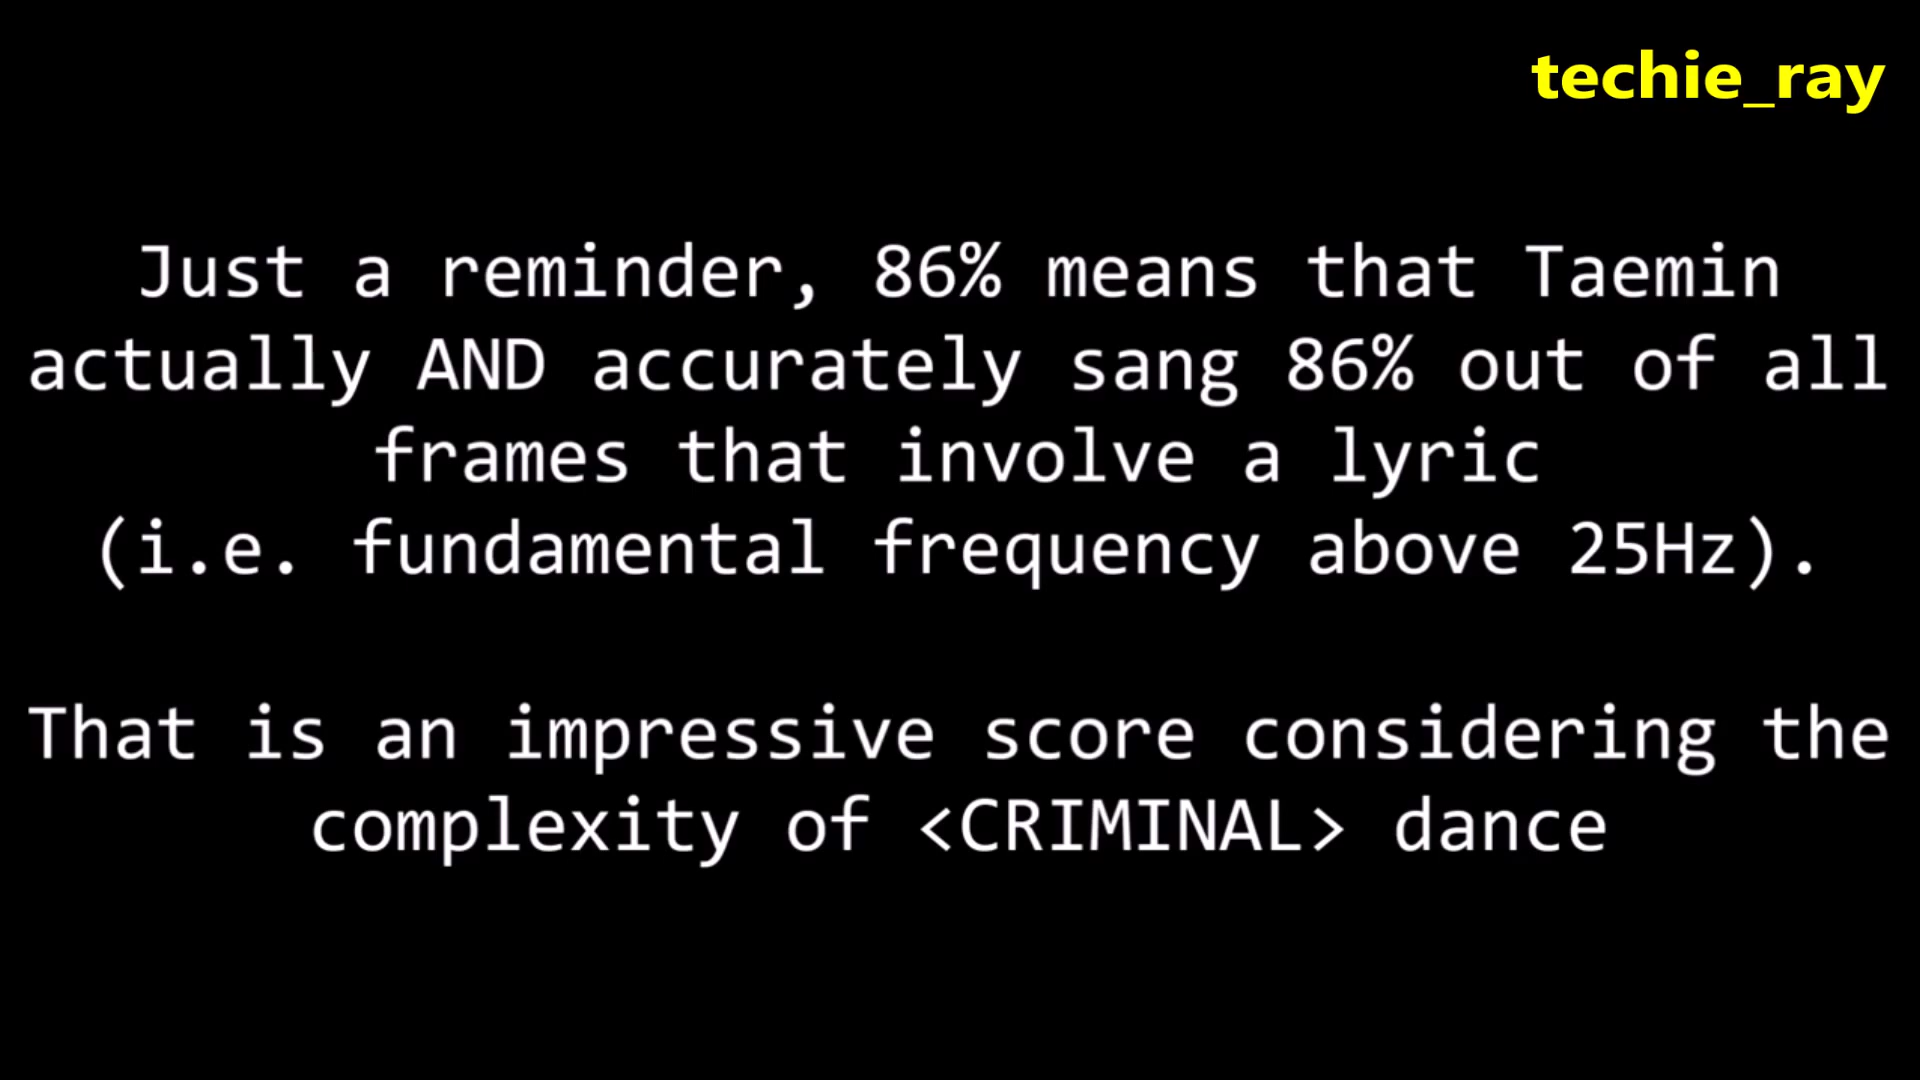 techie_ray
Just a reminder, 86% means that Taemin
actually AND accurately sang 86% out of all
frames that involve a lyric
(i.e. fundamental frequency above 25Hz).
That is an impressive score considering the
complexity of <CRIMINAL> dance